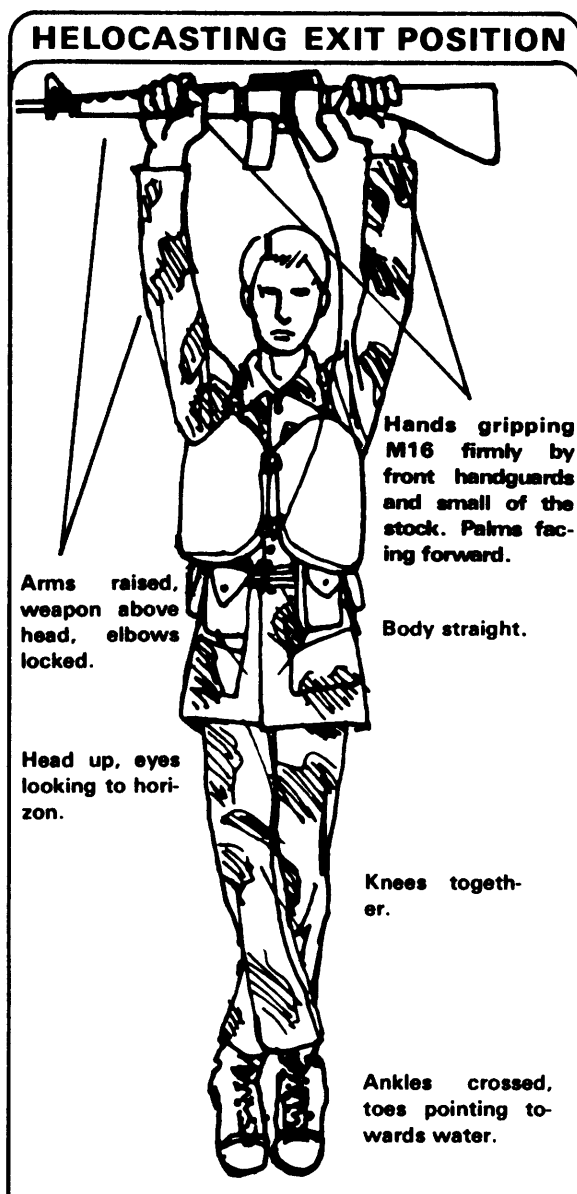 HELOCASTING EXIT POSITION
Hands gripping
M16 firmly by
front handguards
and small of the
stock. Palms fac-
ing forward.
Arms raised,
weapon above
head, elbows
locked.
Body straight.
Head up, eyes
looking to hori-
zon.
Knees togeth-
er.
Ankles crossed,
toes pointing to-
wards water.